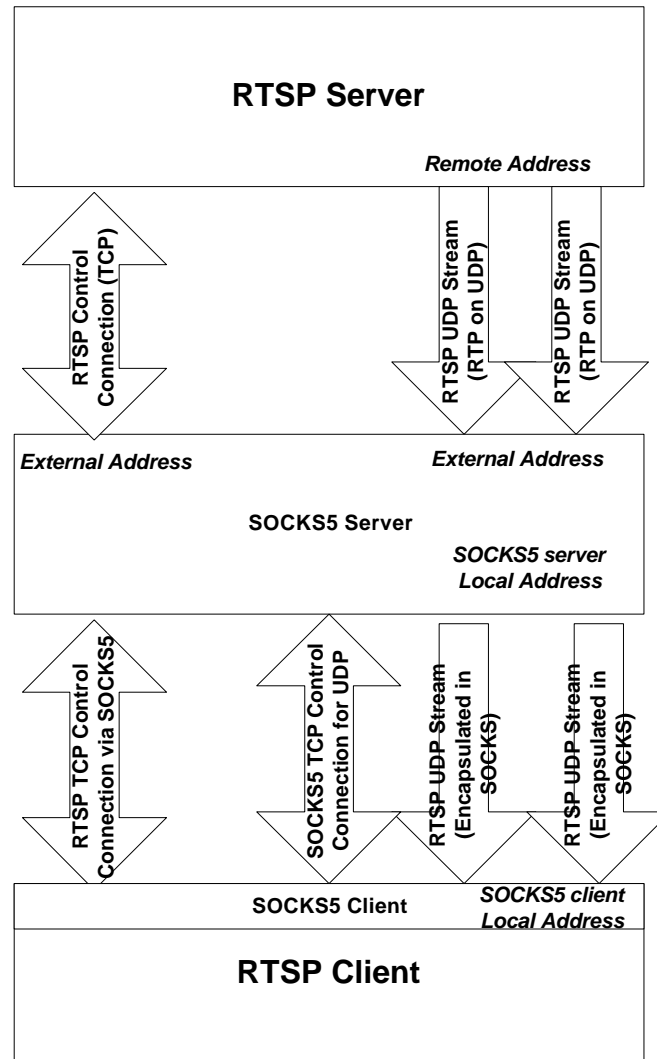 RTSP Server
Remote Address
RTSP Control
Connection (TCP)
RTSP UDP Stream
(RTP on UDP)
RTSP UDP Stream
(RTP on UDP)
External Address
External Address
SOCKS5 Server
SOCKS5 server
Local Address
RTSP TCP Control
Connection via SOCKS5
SOCKS5 TCP Control
Connection for UDP
RTSP UDP Stream
(Encapsulated in
SOCKS)
RTSP UDP Stream
(Encapsulated in
SOCKS)
SOCKS5 Client
SOCKS5 client
Local Address
RTSP Client